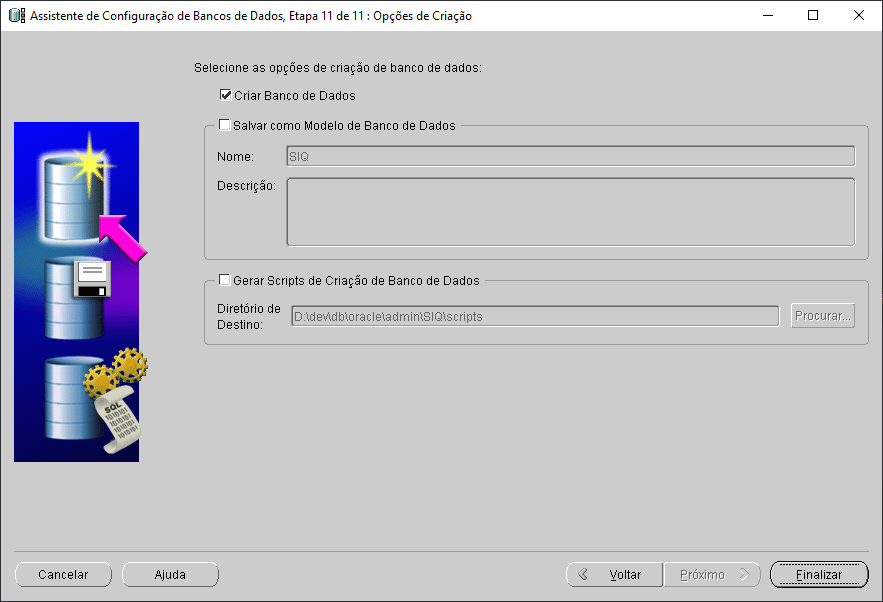 Assistente de Configuração de Bancos de Dados, Etapa 11 de 11 : Opções de Criação
Selecione as opções de criação de banco de dados:
Criar Banco de Dados
Salvar como Modelo de Banco de Dados
Nome: SIQ
Descrição:
Gerar Scripts de Criação de Banco de Dados
Diretório de
Destino:
D:\dev\db\oracle\admin\SIQ\scripts
Procurar...
SQL
Cancelar
Ajuda
Voltar
Próximo
Finalizar